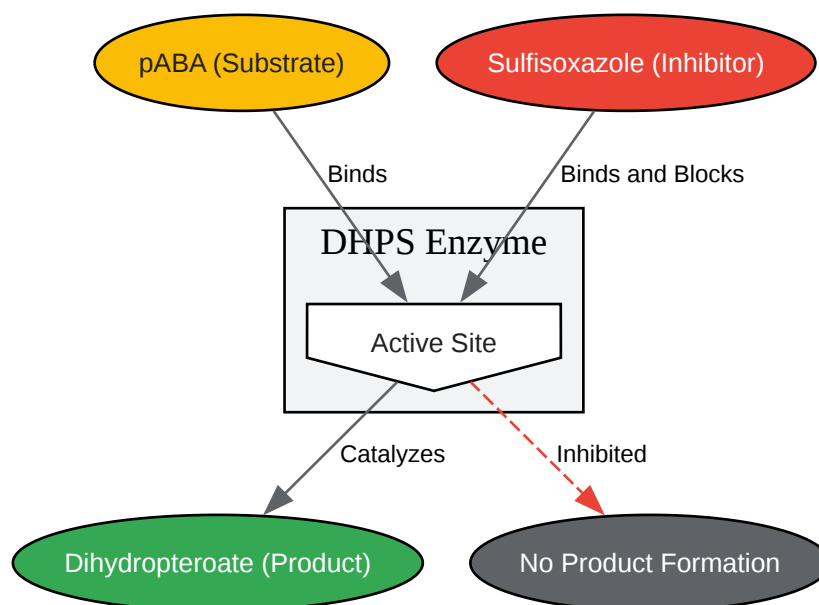 pABA (Substrate)
Sulfisoxazole (Inhibitor)
Binds
Binds and Blocks
DHPS Enzyme
Active Site
Catalyzes
Inhibited
Dihydropteroate (Product)
No Product Formation